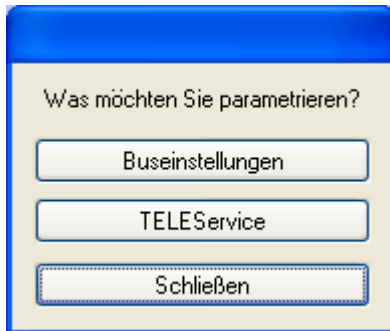 Was möchten Sie parametrieren?
Buseinstellungen
TELEService
Schließen